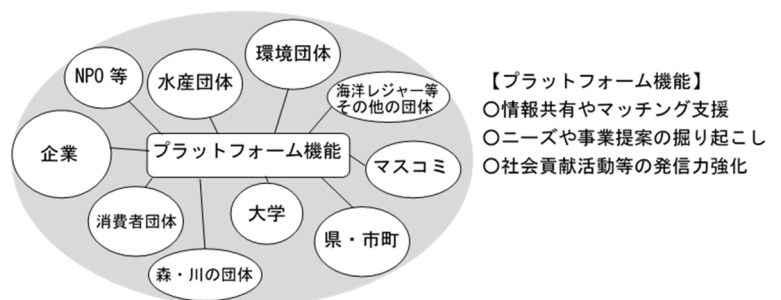 環境団体
NPO 等
水産団体
海洋レジャー等
その他の団体
企業
プラットフォーム機能
マスコミ
消費者団体
大学
県・市町
森・川の団体
【プラットフォーム機能】
○情報共有やマッチング支援
○ニーズや事業提案の掘り起こし
○社会貢献活動等の発信力強化